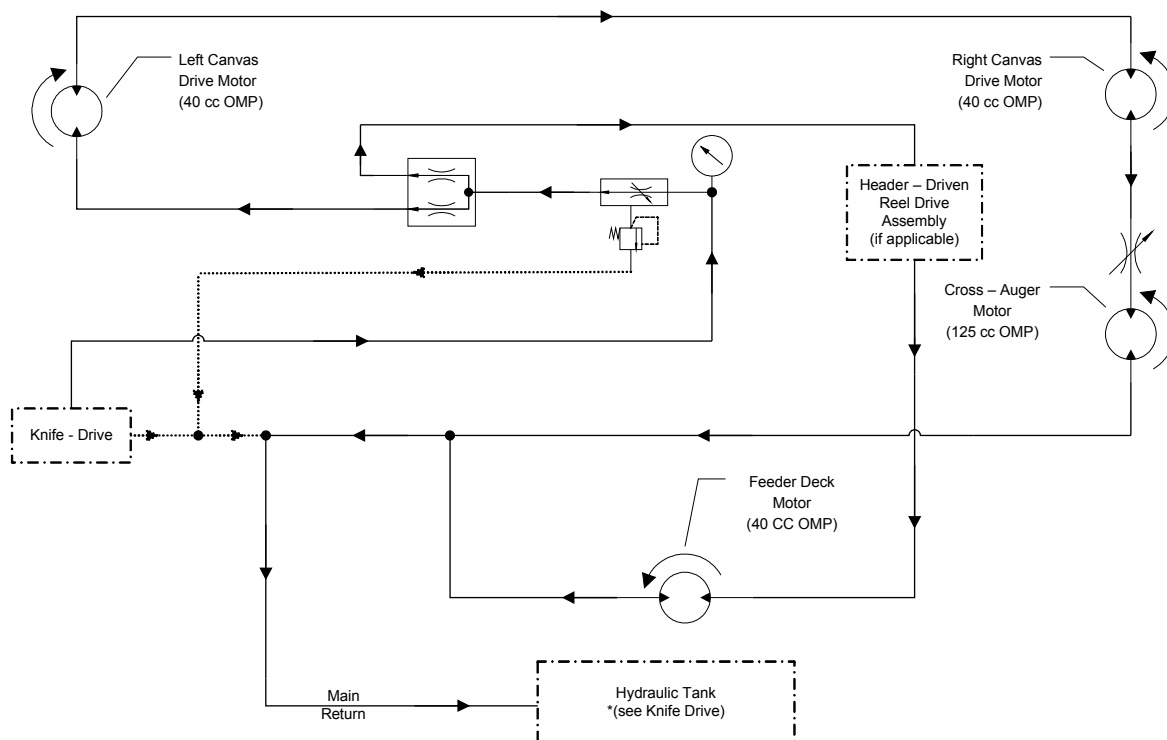 Left Canvas
Drive Motor
(40 cc OMP)
Right Canvas
Drive Motor
(40 cc OMP)
Header – Driven
Reel Drive
Assembly
(if applicable)
Cross – Auger
Motor
(125 cc OMP)
Knife - Drive
Feeder Deck
Motor
(40 CC OMP)
Main
Return
Hydraulic Tank
*(see Knife Drive)